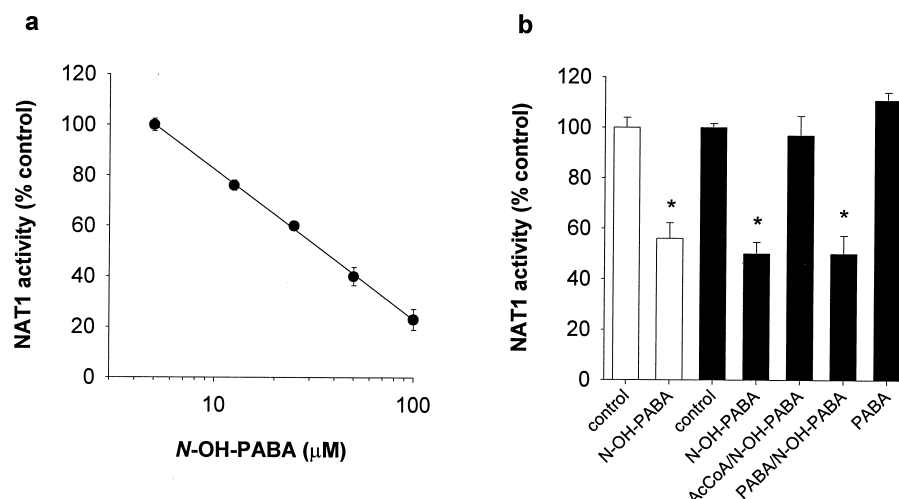 a
NAT1 activity (% control)
120
100
80
60
40
20
0
10
100
N-OH-PABA (μM)
b
NAT1 activity (% control)
120
100
80
60
40
20
0
*
*
*
control
N-OH-PABA
control
N-OH-PABA
AcCoA/N-OH-PABA
PABA/N-OH-PABA
PABA